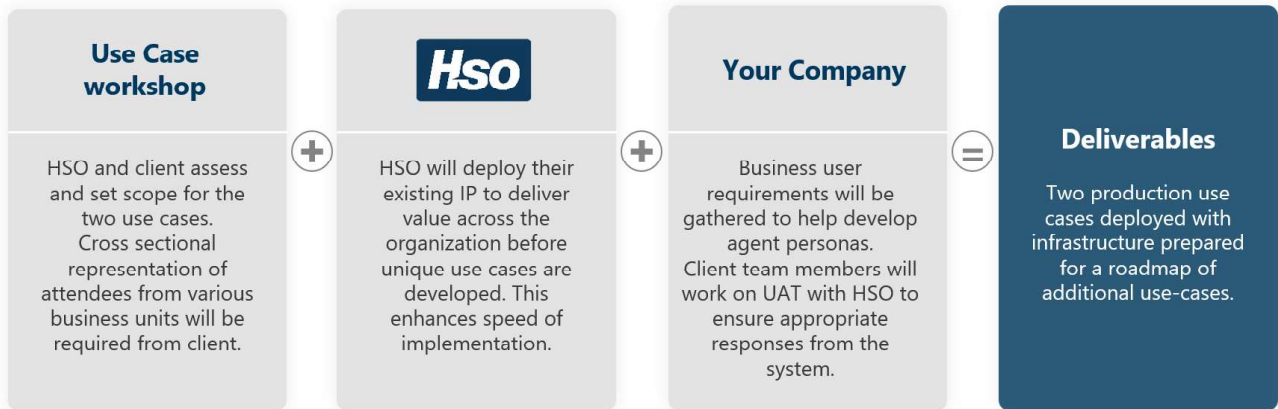 Use Case
workshop
HSO and client assess
and set scope for the
two use cases.
Cross sectional
representation of
attendees from various
business units will be
required from client.
+
HSO
HSO will deploy their
existing IP to deliver
value across the
organization before
unique use cases are
developed. This
enhances speed of
implementation.
+
Your Company
Business user
requirements will be
gathered to help develop
agent personas.
Client team members will
work on UAT with HSO to
ensure appropriate
responses from the
system.
=
Deliverables
Two production use
cases deployed with
infrastructure prepared
for a roadmap of
additional use-cases.